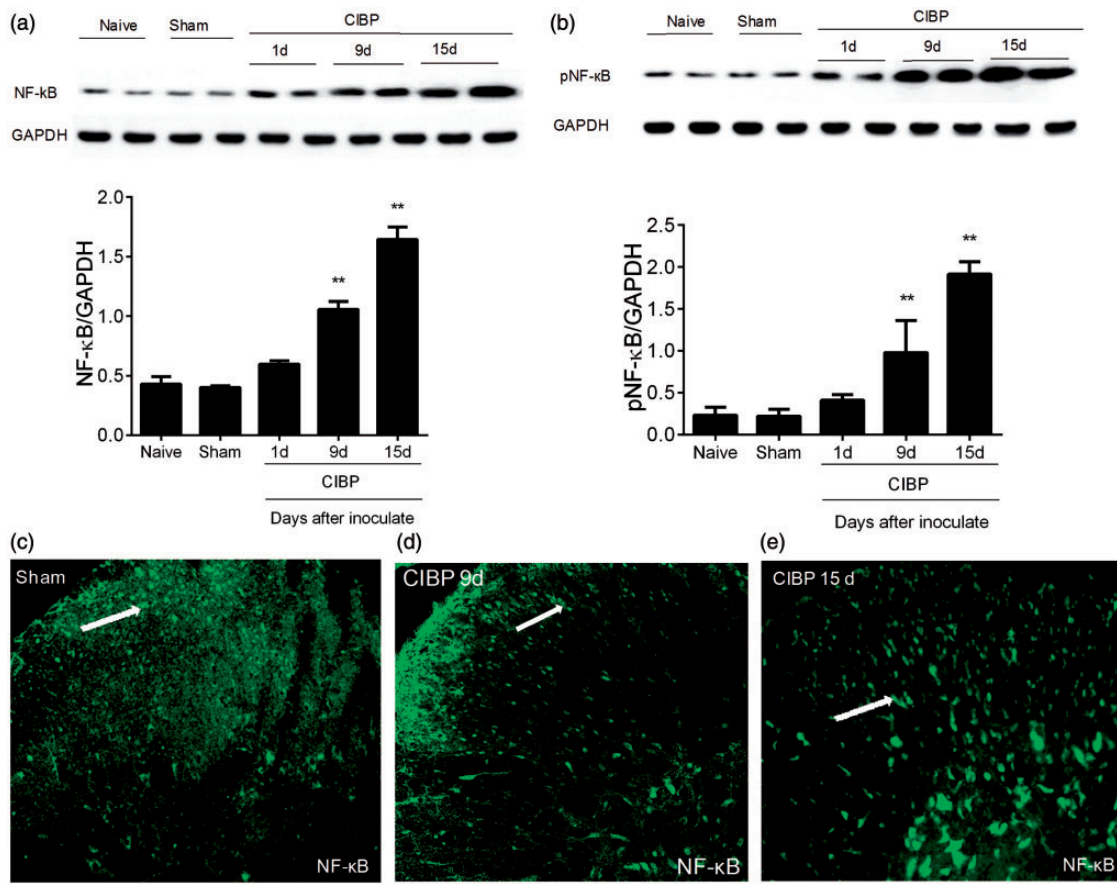 (a)
Naive Sham CIBP
1d 9d 15d
NF-kB
GAPDH
NF-κB/GAPDH
2.0
1.5
1.0
0.5
0.0
**
**
Naive Sham 1d 9d 15d
CIBP
Days after inoculate
(b)
Naive Sham CIBP
1d 9d 15d
pNF-κB
GAPDH
pNF-κB/GAPDH
2.5
2.0
1.5
1.0
0.5
0.0
**
**
Naive Sham 1d 9d 15d
CIBP
Days after inoculate
(c)
Sham
NF-κB
(d)
CIBP 9d
NF-κB
(e)
CIBP 15 d
NF-κB